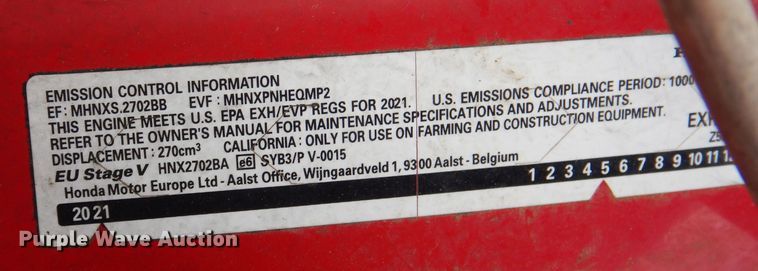 EMISSION CONTROL INFORMATION
EF: MHNXS.2702BB EVF: MHNXPNHEQMP2 U.S. EMISSIONS COMPLIANCE PERIOD: 1000
THIS ENGINE MEETS U.S. EPA EXH/EVP REGS FOR 2021.
REFER TO THE OWNER'S MANUAL FOR MAINTENANCE SPECIFICATIONS AND ADJUSTMENTS.
DISPLACEMENT: 270cm³ CALIFORNIA: ONLY FOR USE ON FARMING AND CONSTRUCTION EQUIPMENT.
EU Stage V HNX2702BA e6 SYB3/P V-0015
Honda Motor Europe Ltd - Aalst Office, Wijngaardveld 1, 9300 Aalst - Belgium
2021 1 2 3 4 5 6 7 8 9 10 11
Purple Wave Auction